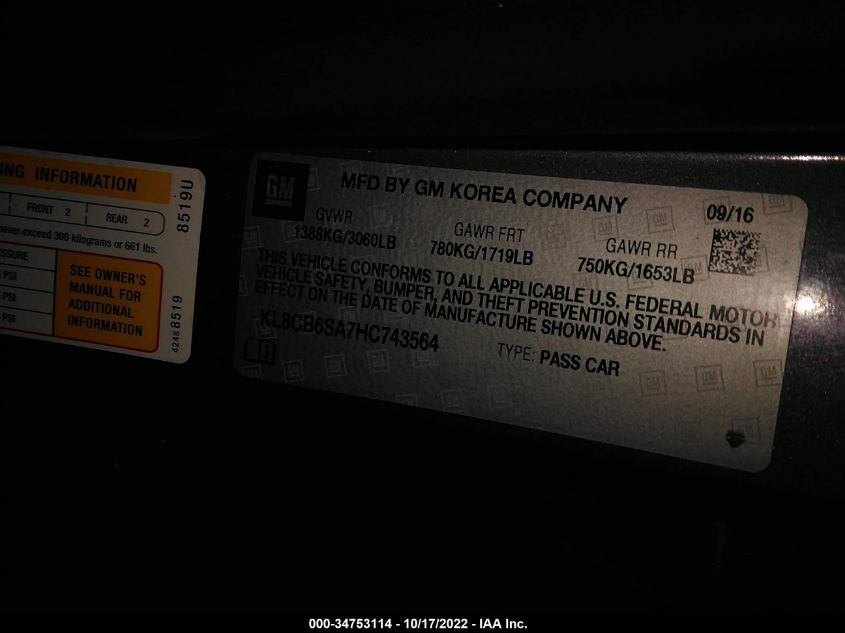 ING INFORMATION
FRONT 2 REAR 2
never exceed 300 kilograms or 661 lbs.
SSURE
PSI
PSI
PSI
SEE OWNER'S
MANUAL FOR
ADDITIONAL
INFORMATION
8519U
42488519
GM
MFD BY GM KOREA COMPANY
09/16
GVWR
1388KG/3060LB
GAWR FRT
780KG/1719LB
GAWR RR
750KG/1653LB
THIS VEHICLE CONFORMS TO ALL APPLICABLE U.S. FEDERAL MOTOR
VEHICLE SAFETY, BUMPER, AND THEFT PREVENTION STANDARDS IN
EFFECT ON THE DATE OF MANUFACTURE SHOWN ABOVE.
KL8CB6SA7HC743564
TYPE: PASS CAR
000-34753114 - 10/17/2022 - IAA Inc.